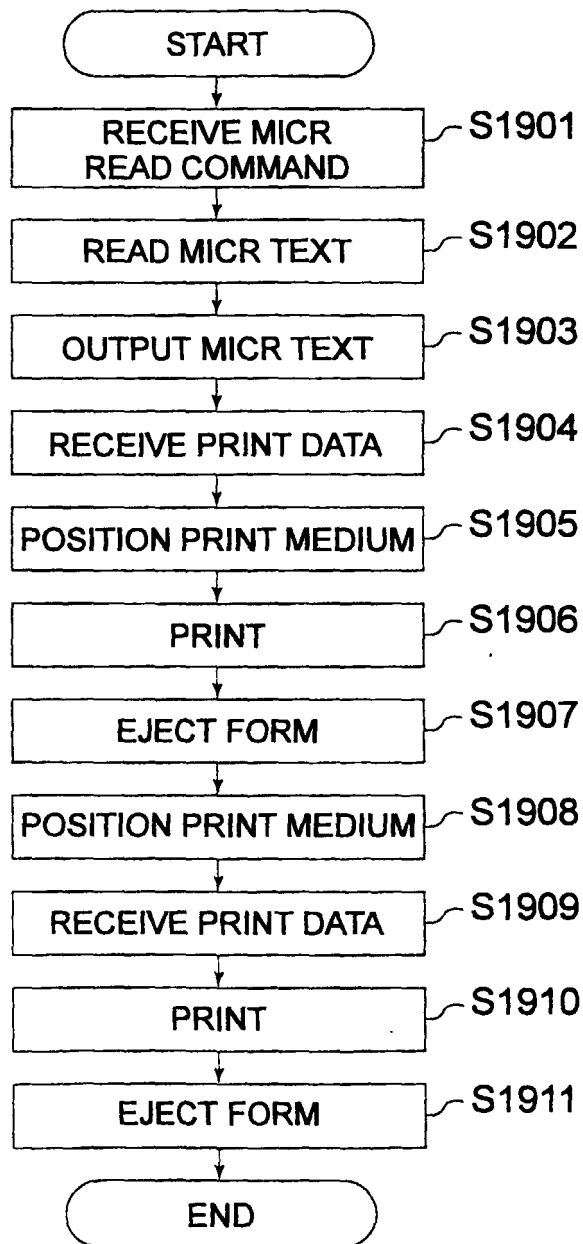 START
RECEIVE MICR
READ COMMAND
S1901
READ MICR TEXT
S1902
OUTPUT MICR TEXT
S1903
RECEIVE PRINT DATA
S1904
POSITION PRINT MEDIUM
S1905
PRINT
S1906
EJECT FORM
S1907
POSITION PRINT MEDIUM
S1908
RECEIVE PRINT DATA
S1909
PRINT
S1910
EJECT FORM
S1911
END